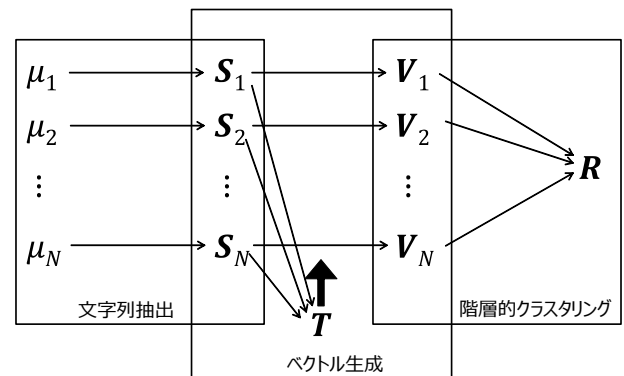 μ1 S1 V1
μ2 S2 V2
⋮ ⋮ ⋮
R
μN SN VN
文字列抽出
階層的クラスタリング
T
ベクトル生成